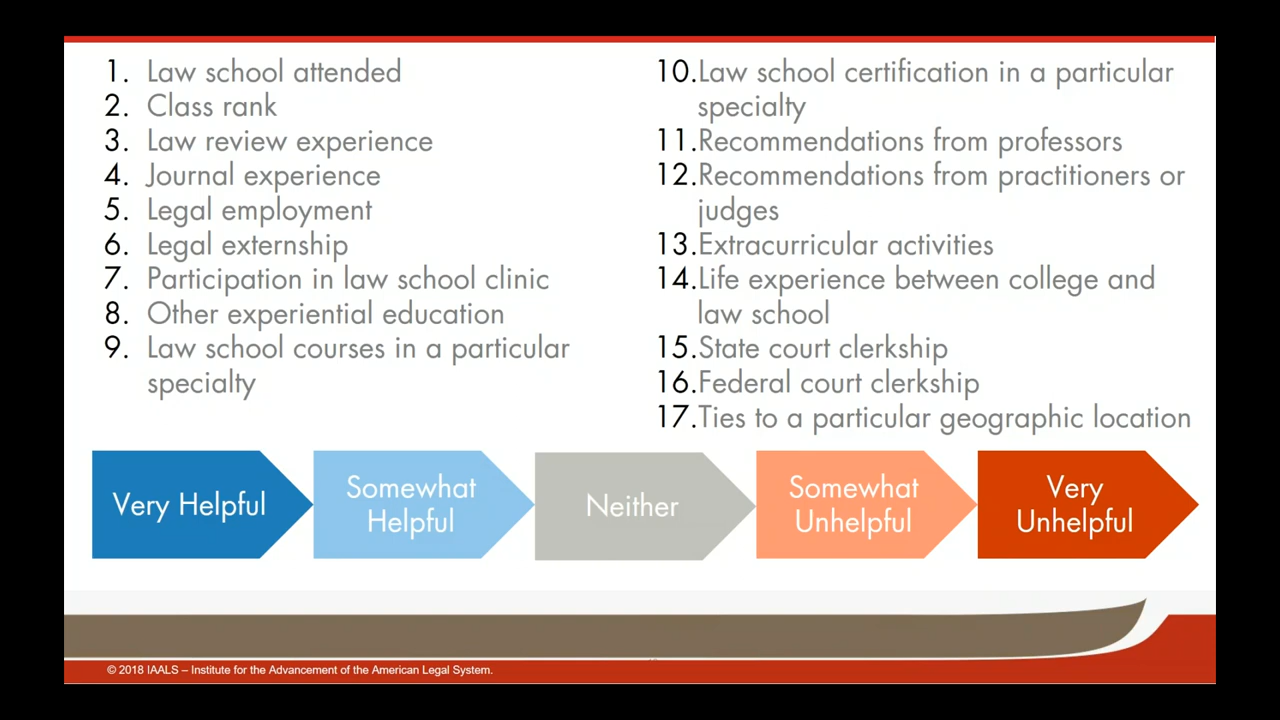 1. Law school attended
2. Class rank
3. Law review experience
4. Journal experience
5. Legal employment
6. Legal externship
7. Participation in law school clinic
8. Other experiential education
9. Law school courses in a particular
specialty
10.Law school certification in a particular
specialty
11.Recommendations from professors
12.Recommendations from practitioners or
judges
13.Extracurricular activities
14.Life experience between college and
law school
15.State court clerkship
16.Federal court clerkship
17.Ties to a particular geographic location
Very Helpful
Somewhat
Helpful
Neither
Somewhat
Unhelpful
Very
Unhelpful
© 2018 IAALS – Institute for the Advancement of the American Legal System.